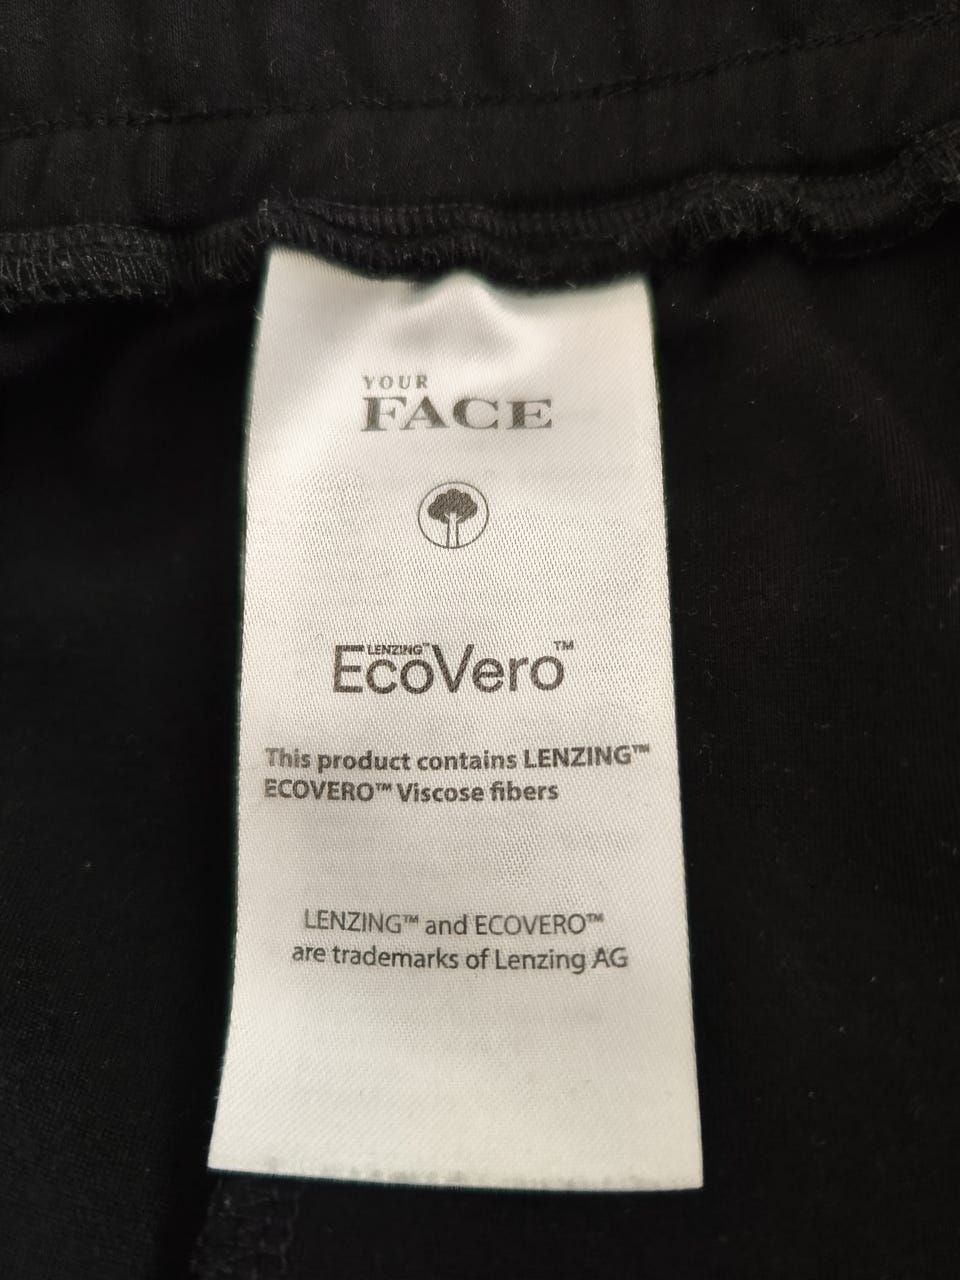 YOUR
FACE
LENZING™
EcoVero™
This product contains LENZING™
ECOVERO™ Viscose fibers
LENZING™ and ECOVERO™
are trademarks of Lenzing AG